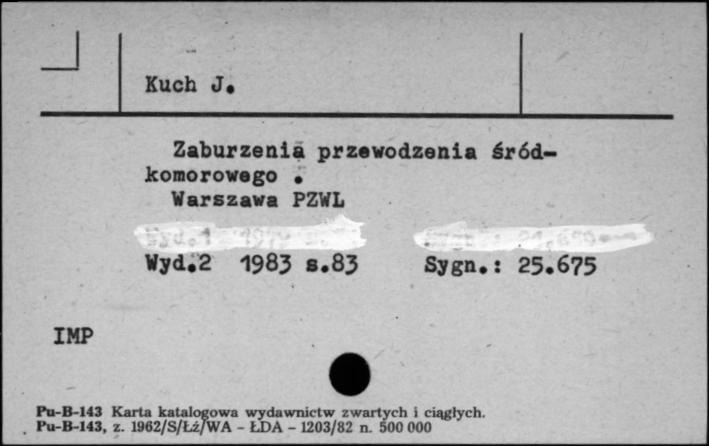 Kuch J.
Zaburzenia przewodzenia śród-
komorowego .
Warszawa PZWL
Wyd.2 1983 s.83 Sygn.: 25.675
IMP
Pu-B-143 Karta katalogowa wydawnictw zwartych i ciągłych.
Pu-B-143, z. 1962/S/Łż/WA - ŁDA - 1203/82 n. 500 000